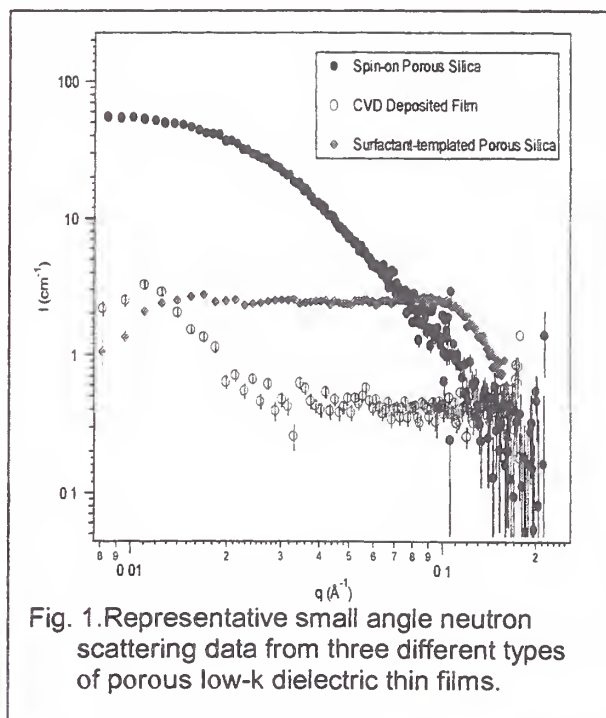 100
Spin-on Porous Silica
CVD Deposited Film
Surfactant-templated Porous Silica
10
I (cm⁻¹)
1
0 1
8 9 0 01 2 3 4 5 6 7 8 9 0 1 2
q (Å⁻¹)
Fig. 1.Representative small angle neutron
scattering data from three different types
of porous low-k dielectric thin films.